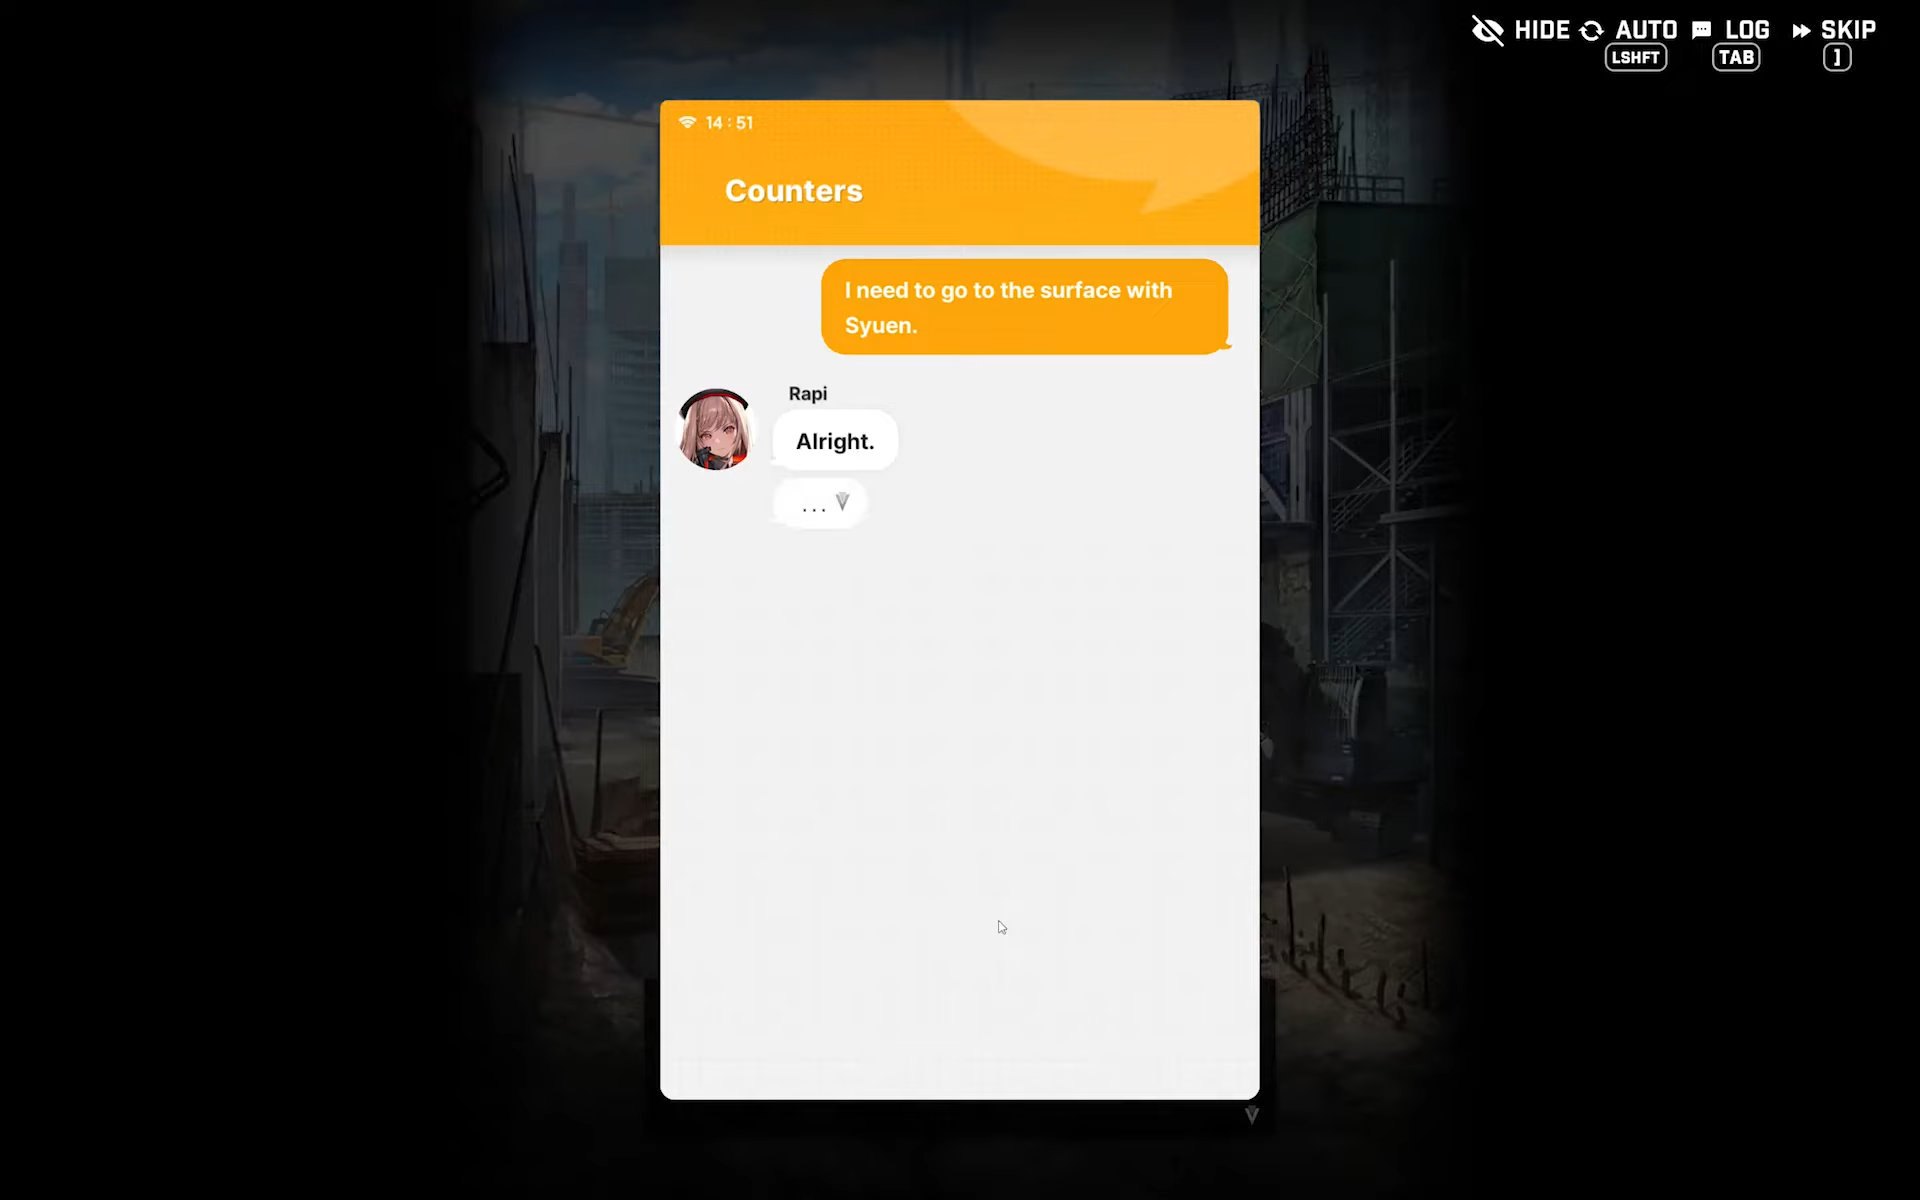 HIDE AUTO LOG SKIP
LSHFT TAB ]
14:51
Counters
I need to go to the surface with
Syuen.
Rapi
Alright.
...